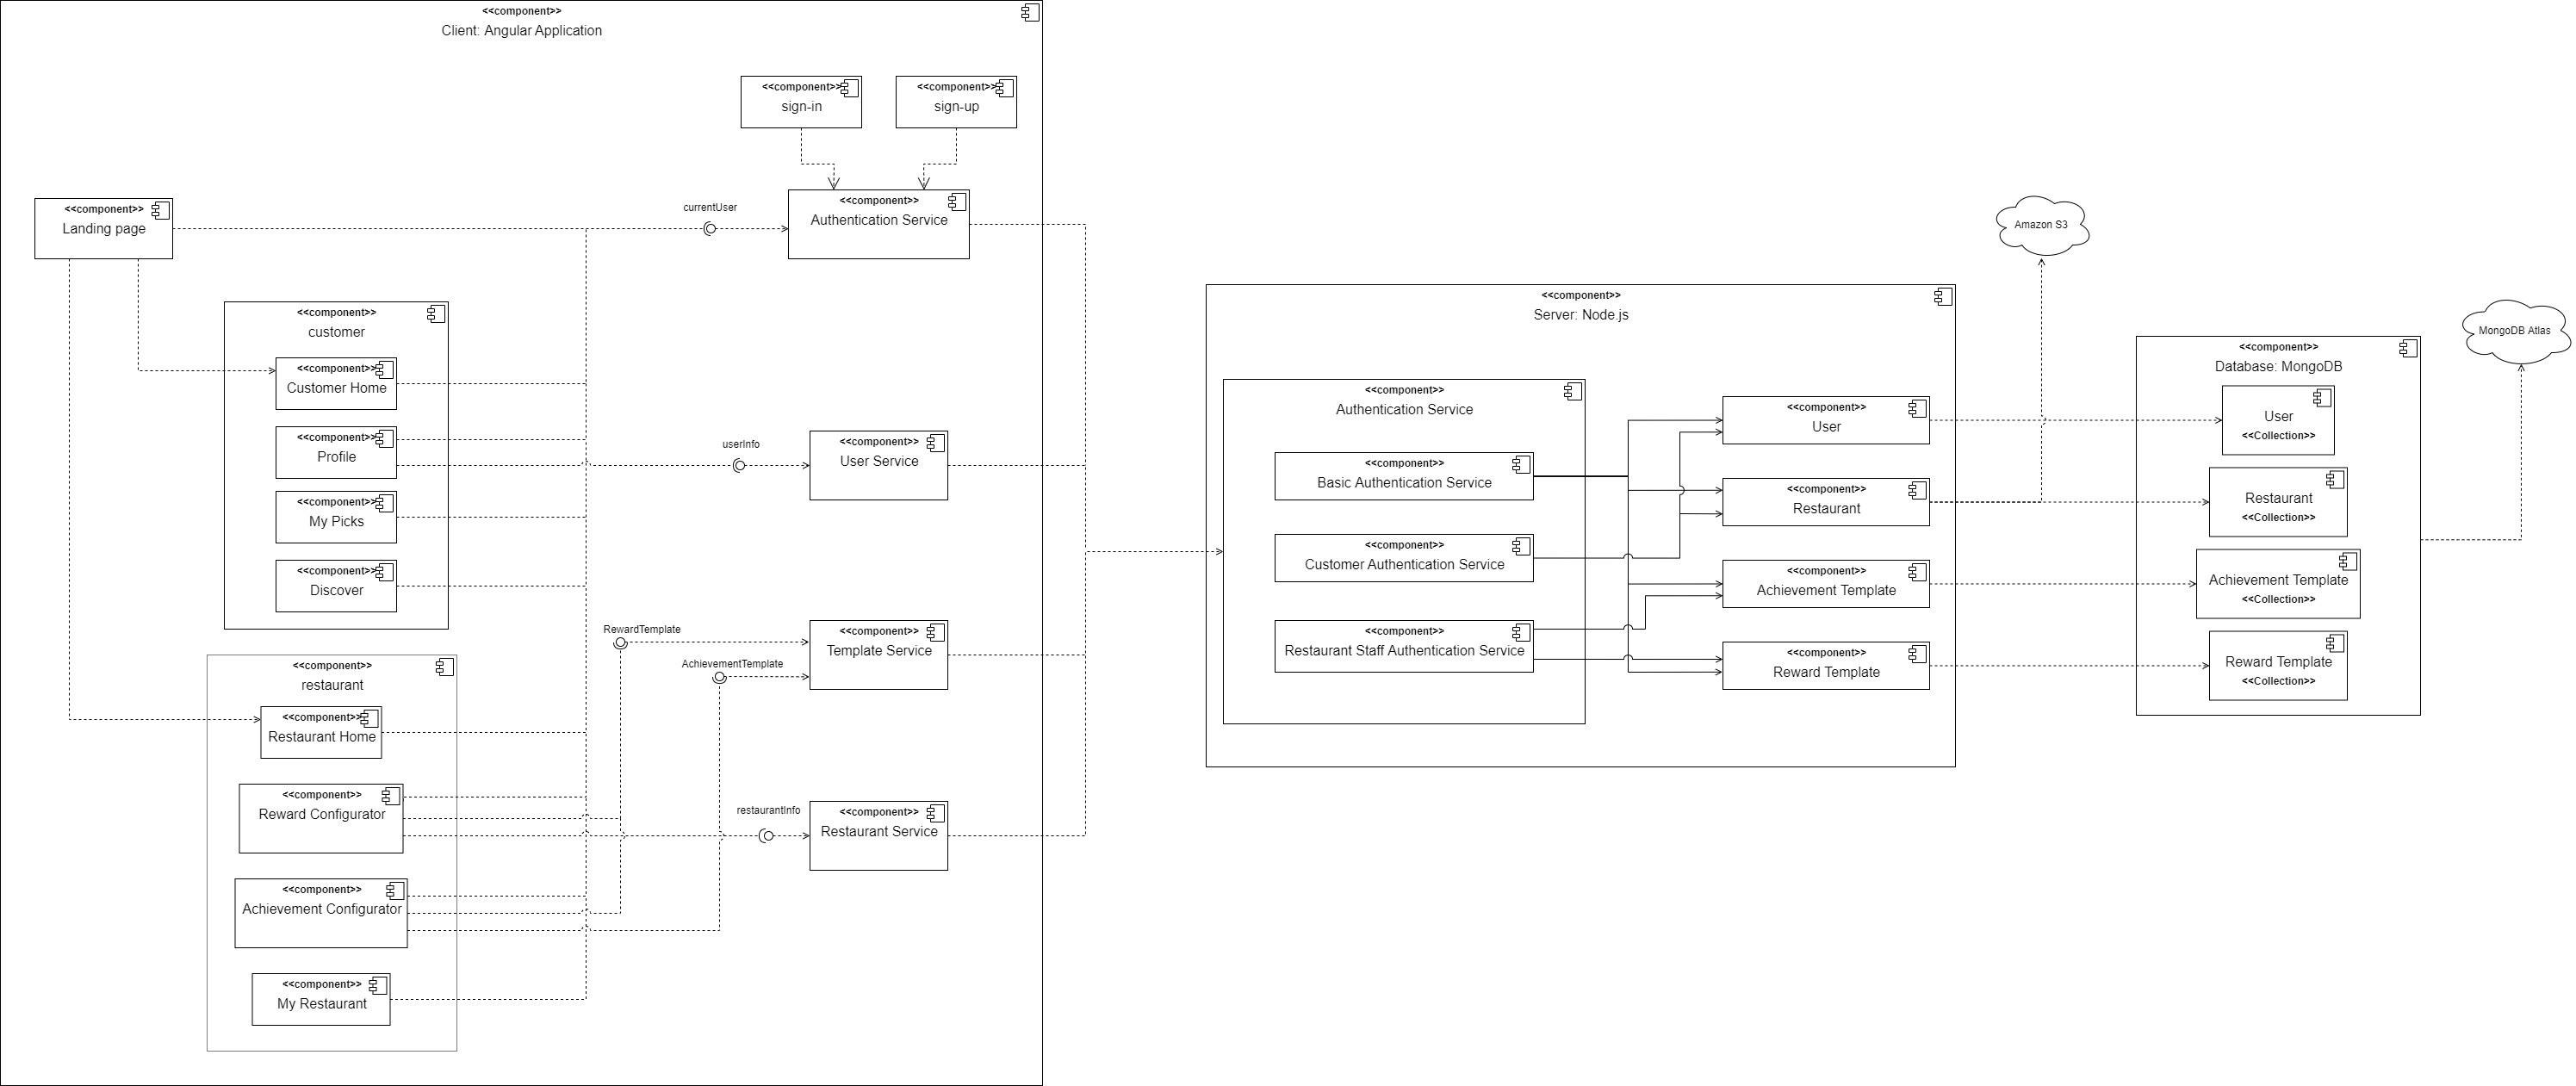 <<component>>
Client: Angular Application
<<component>>
sign-in
<<component>>
sign-up
<<component>>
Landing page
currentUser
<<component>>
Authentication Service
<<component>>
customer
<<component>>
Customer Home
<<component>>
Profile
<<component>>
My Picks
<<component>>
Discover
userInfo
<<component>>
User Service
<<component>>
restaurant
<<component>>
Restaurant Home
<<component>>
Reward Configurator
<<component>>
Achievement Configurator
<<component>>
My Restaurant
RewardTemplate
AchievementTemplate
<<component>>
Template Service
restaurantInfo
<<component>>
Restaurant Service
<<component>>
Server: Node.js
<<component>>
Authentication Service
<<component>>
Basic Authentication Service
<<component>>
Customer Authentication Service
<<component>>
Restaurant Staff Authentication Service
<<component>>
User
<<component>>
Restaurant
<<component>>
Achievement Template
<<component>>
Reward Template
Amazon S3
<<component>>
Database: MongoDB
User
<<Collection>>
Restaurant
<<Collection>>
Achievement Template
<<Collection>>
Reward Template
<<Collection>>
MongoDB Atlas